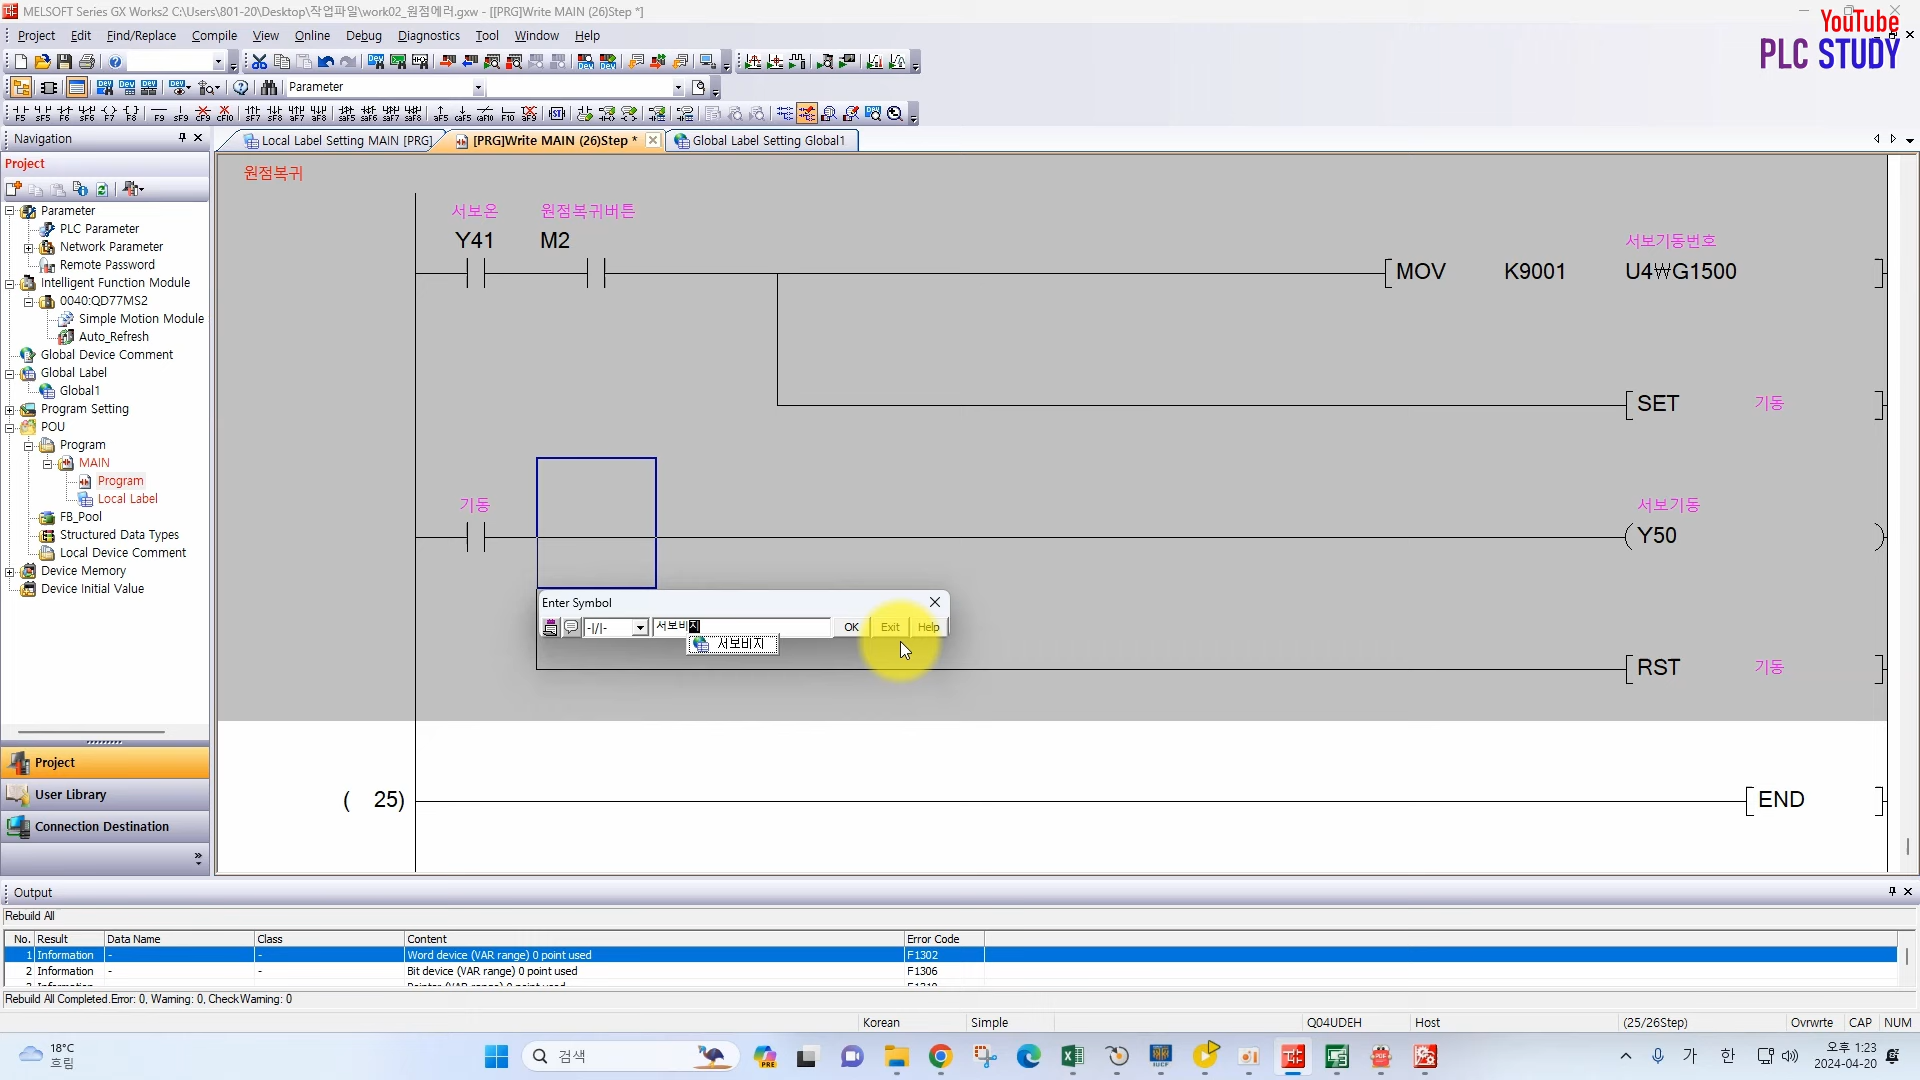 MELSOFT Series GX Works2 C:\Users\801-20\Desktop\작업파일\work02_원점에러.gxw - [[PRG]Write MAIN (26)Step *]
YouTube
PLC STUDY
Project Edit Find/Replace Compile View Online Debug Diagnostics Tool Window Help
Parameter
Navigation
Local Label Setting MAIN [PRG]
[PRG]Write MAIN (26)Step *
Global Label Setting Global1
Project
Parameter
PLC Parameter
Network Parameter
Remote Password
Intelligent Function Module
0040:QD77MS2
Simple Motion Module
Auto_Refresh
Global Device Comment
Global Label
Global1
Program Setting
POU
Program
MAIN
Program
Local Label
FB_Pool
Structured Data Types
Local Device Comment
Device Memory
Device Initial Value
Project
User Library
Connection Destination
원점복귀
서보온 원점복귀버튼
Y41 M2
서보기동번호
MOV K9001 U4₩G1500
SET 기동
기동
서보기동
Y50
Enter Symbol
-|/|- 서보비지 OK Exit Help
서보비지
RST 기동
( 25) END
Output
Rebuild All
No. Result Data Name Class Content Error Code
1 Information - - Word device (VAR range) 0 point used F1302
2 Information - - Bit device (VAR range) 0 point used F1306
Rebuild All Completed.Error: 0, Warning: 0, CheckWarning: 0
Korean Simple Q04UDEH Host (25/26Step) Ovrwrte CAP NUM
18°C
흐림
검색
가 한
오후 1:23
2024-04-20